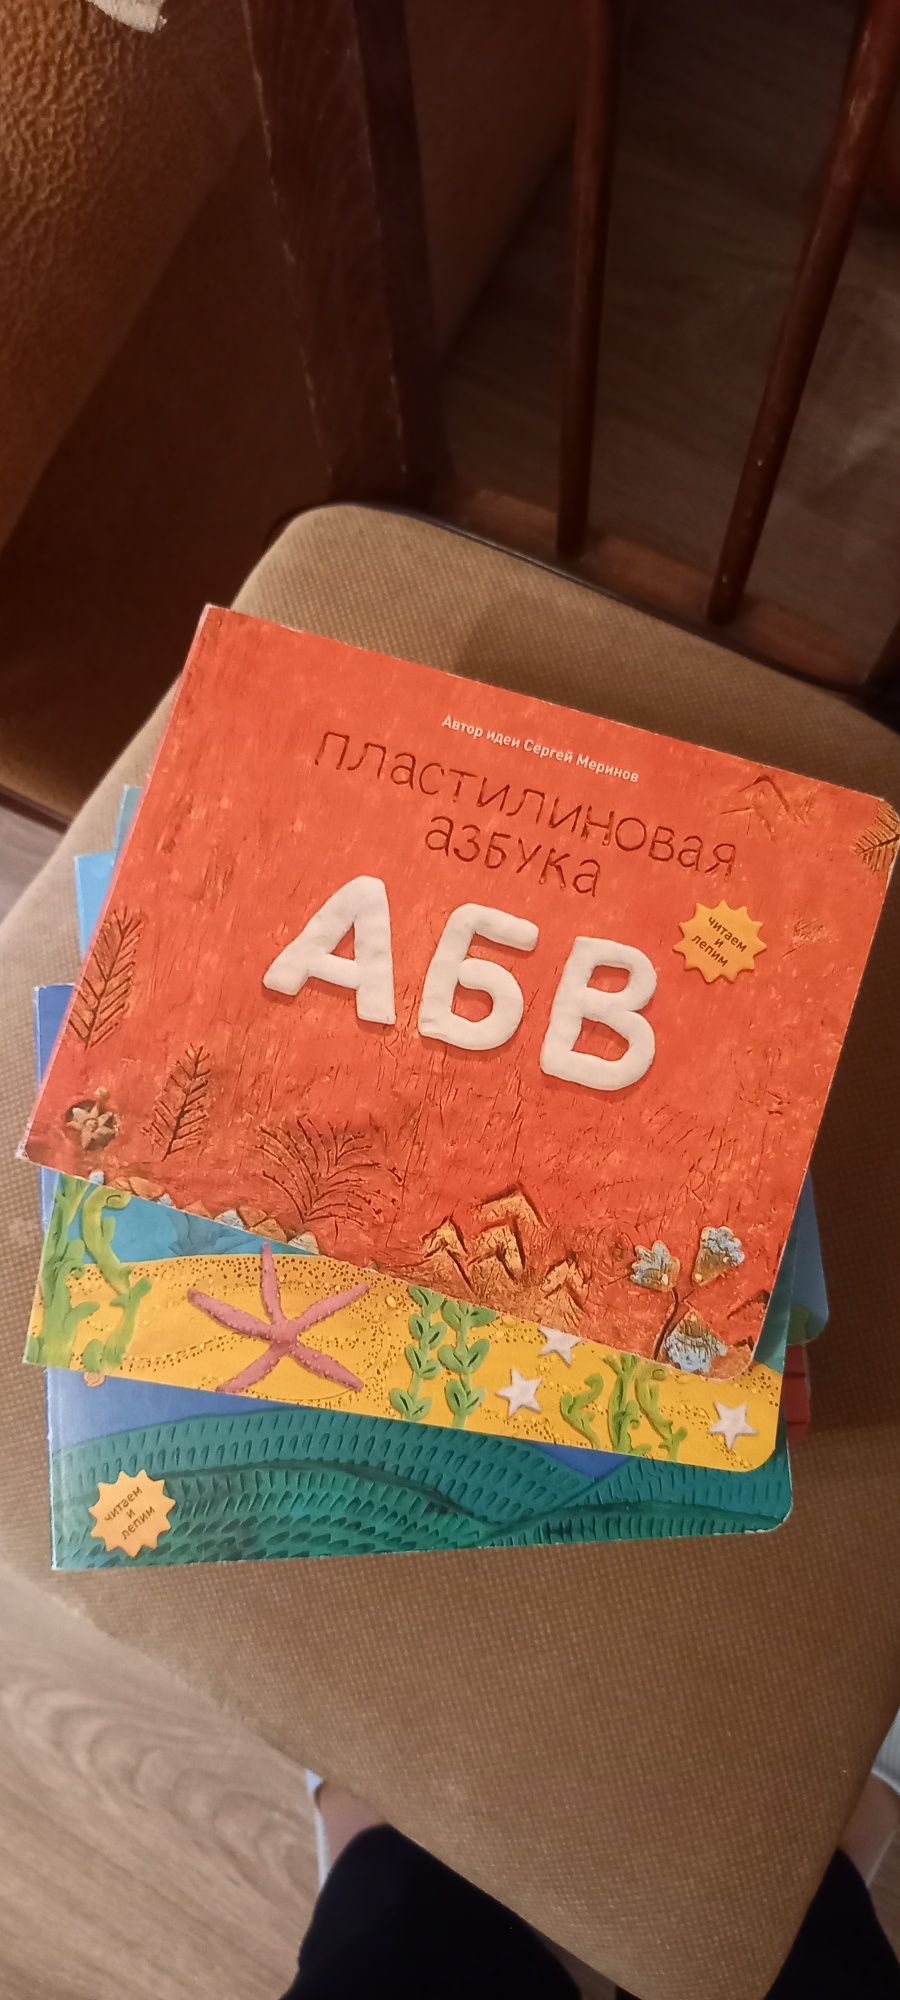 Автор идеи Сергей Меринов
пластилиновая
азбука
АБВ
читаем
и
лепим
читаем
и
лепим